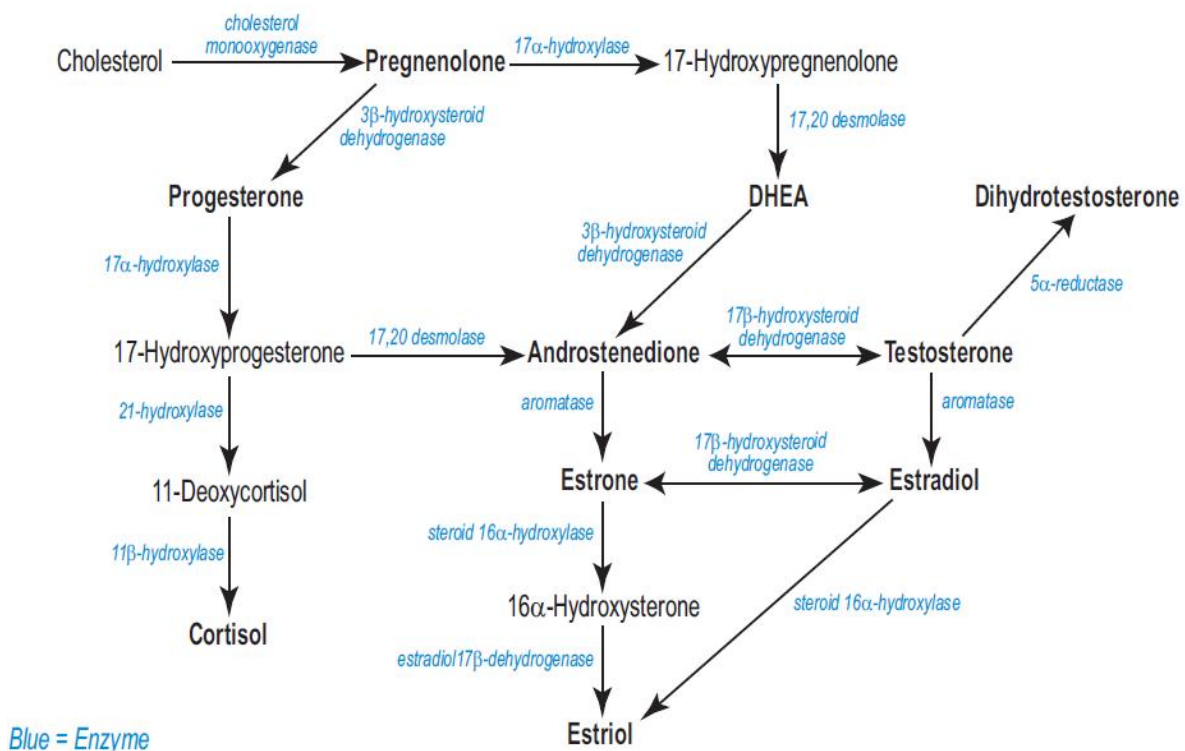 cholesterol
monooxygenase
17α-hydroxylase
Cholesterol
Pregnenolone
17-Hydroxypregnenolone
3β-hydroxysteroid
dehydrogenase
17,20 desmolase
Progesterone
DHEA
Dihydrotestosterone
3β-hydroxysteroid
dehydrogenase
17α-hydroxylase
5α-reductase
17β-hydroxysteroid
dehydrogenase
17,20 desmolase
17-Hydroxyprogesterone
Androstenedione
Testosterone
21-hydroxylase
aromatase
aromatase
17β-hydroxysteroid
dehydrogenase
11-Deoxycortisol
Estrone
Estradiol
steroid 16α-hydroxylase
11β-hydroxylase
16α-Hydroxysterone
steroid 16α-hydroxylase
Cortisol
estradiol17β-dehydrogenase
Estriol
Blue = Enzyme